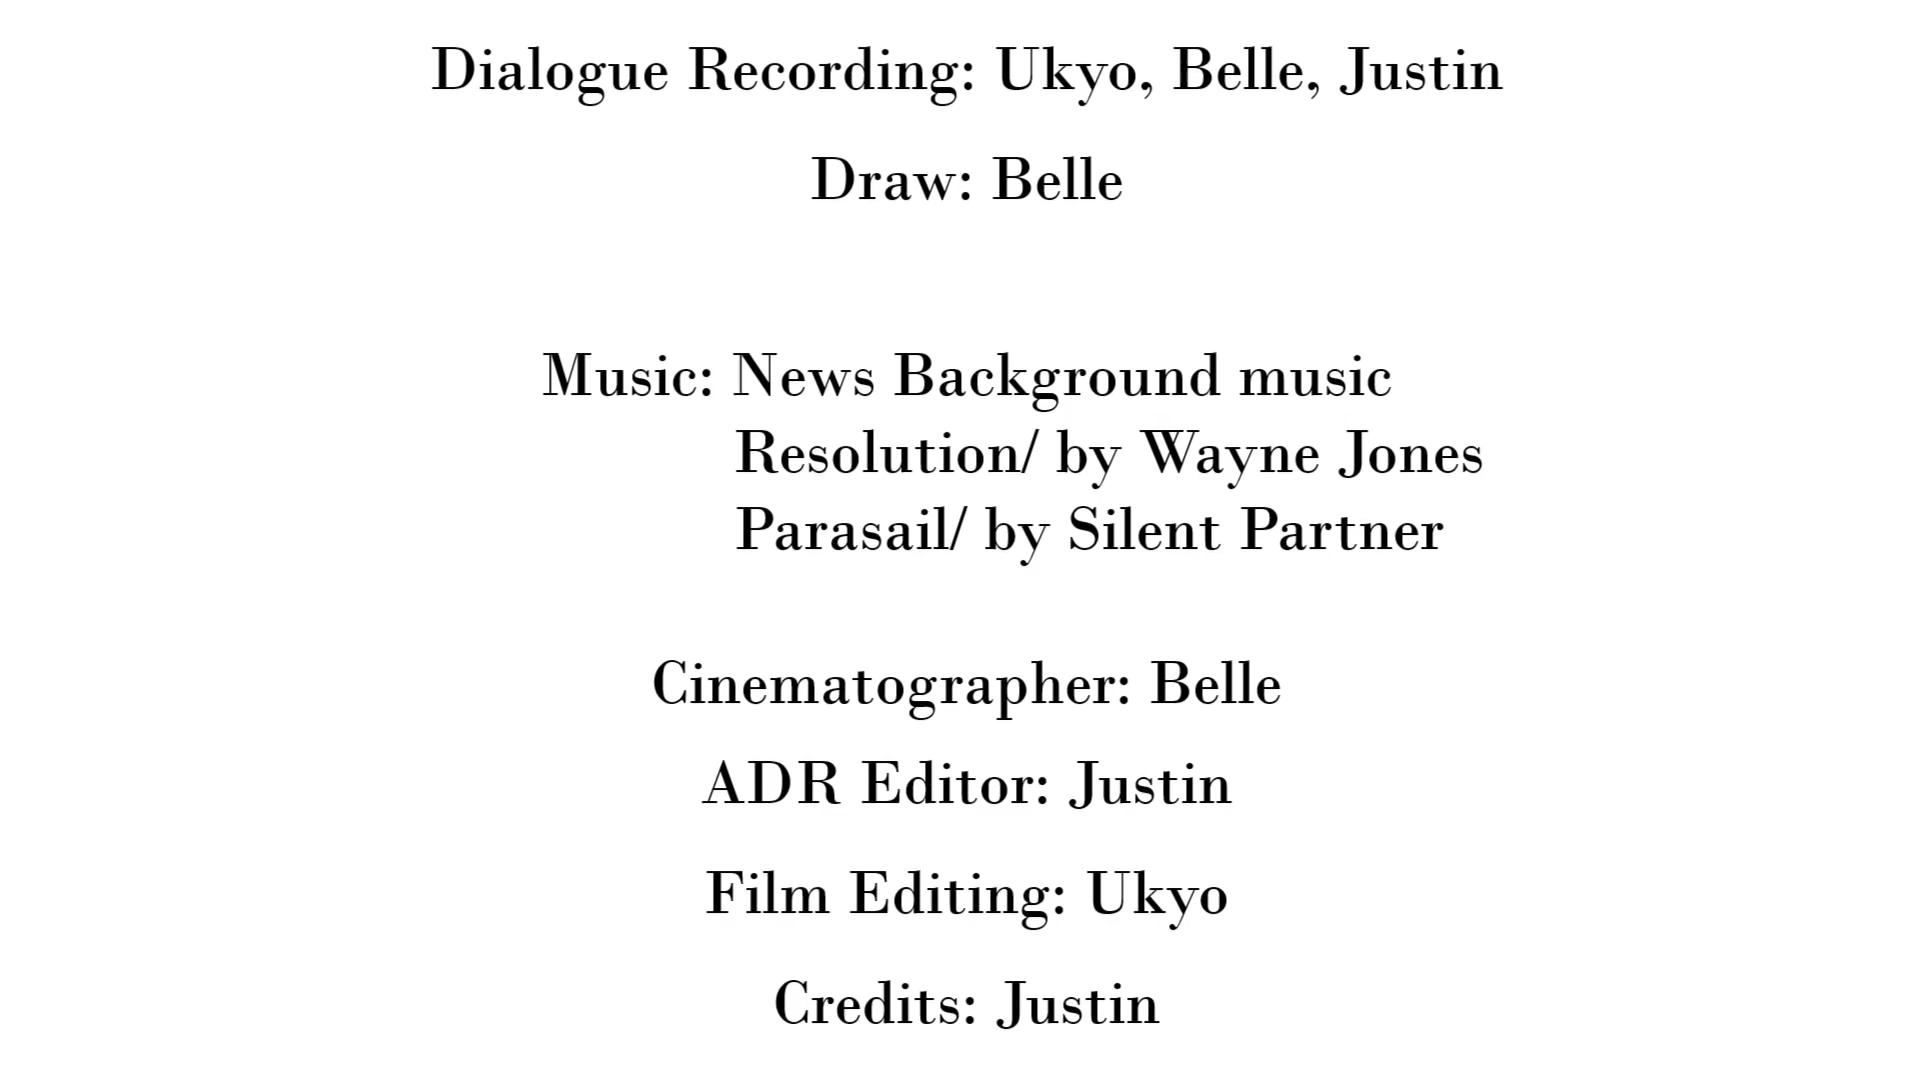 Dialogue Recording: Ukyo, Belle, Justin
Draw: Belle
Music: News Background music
Resolution/ by Wayne Jones
Parasail/ by Silent Partner
Cinematographer: Belle
ADR Editor: Justin
Film Editing: Ukyo
Credits: Justin